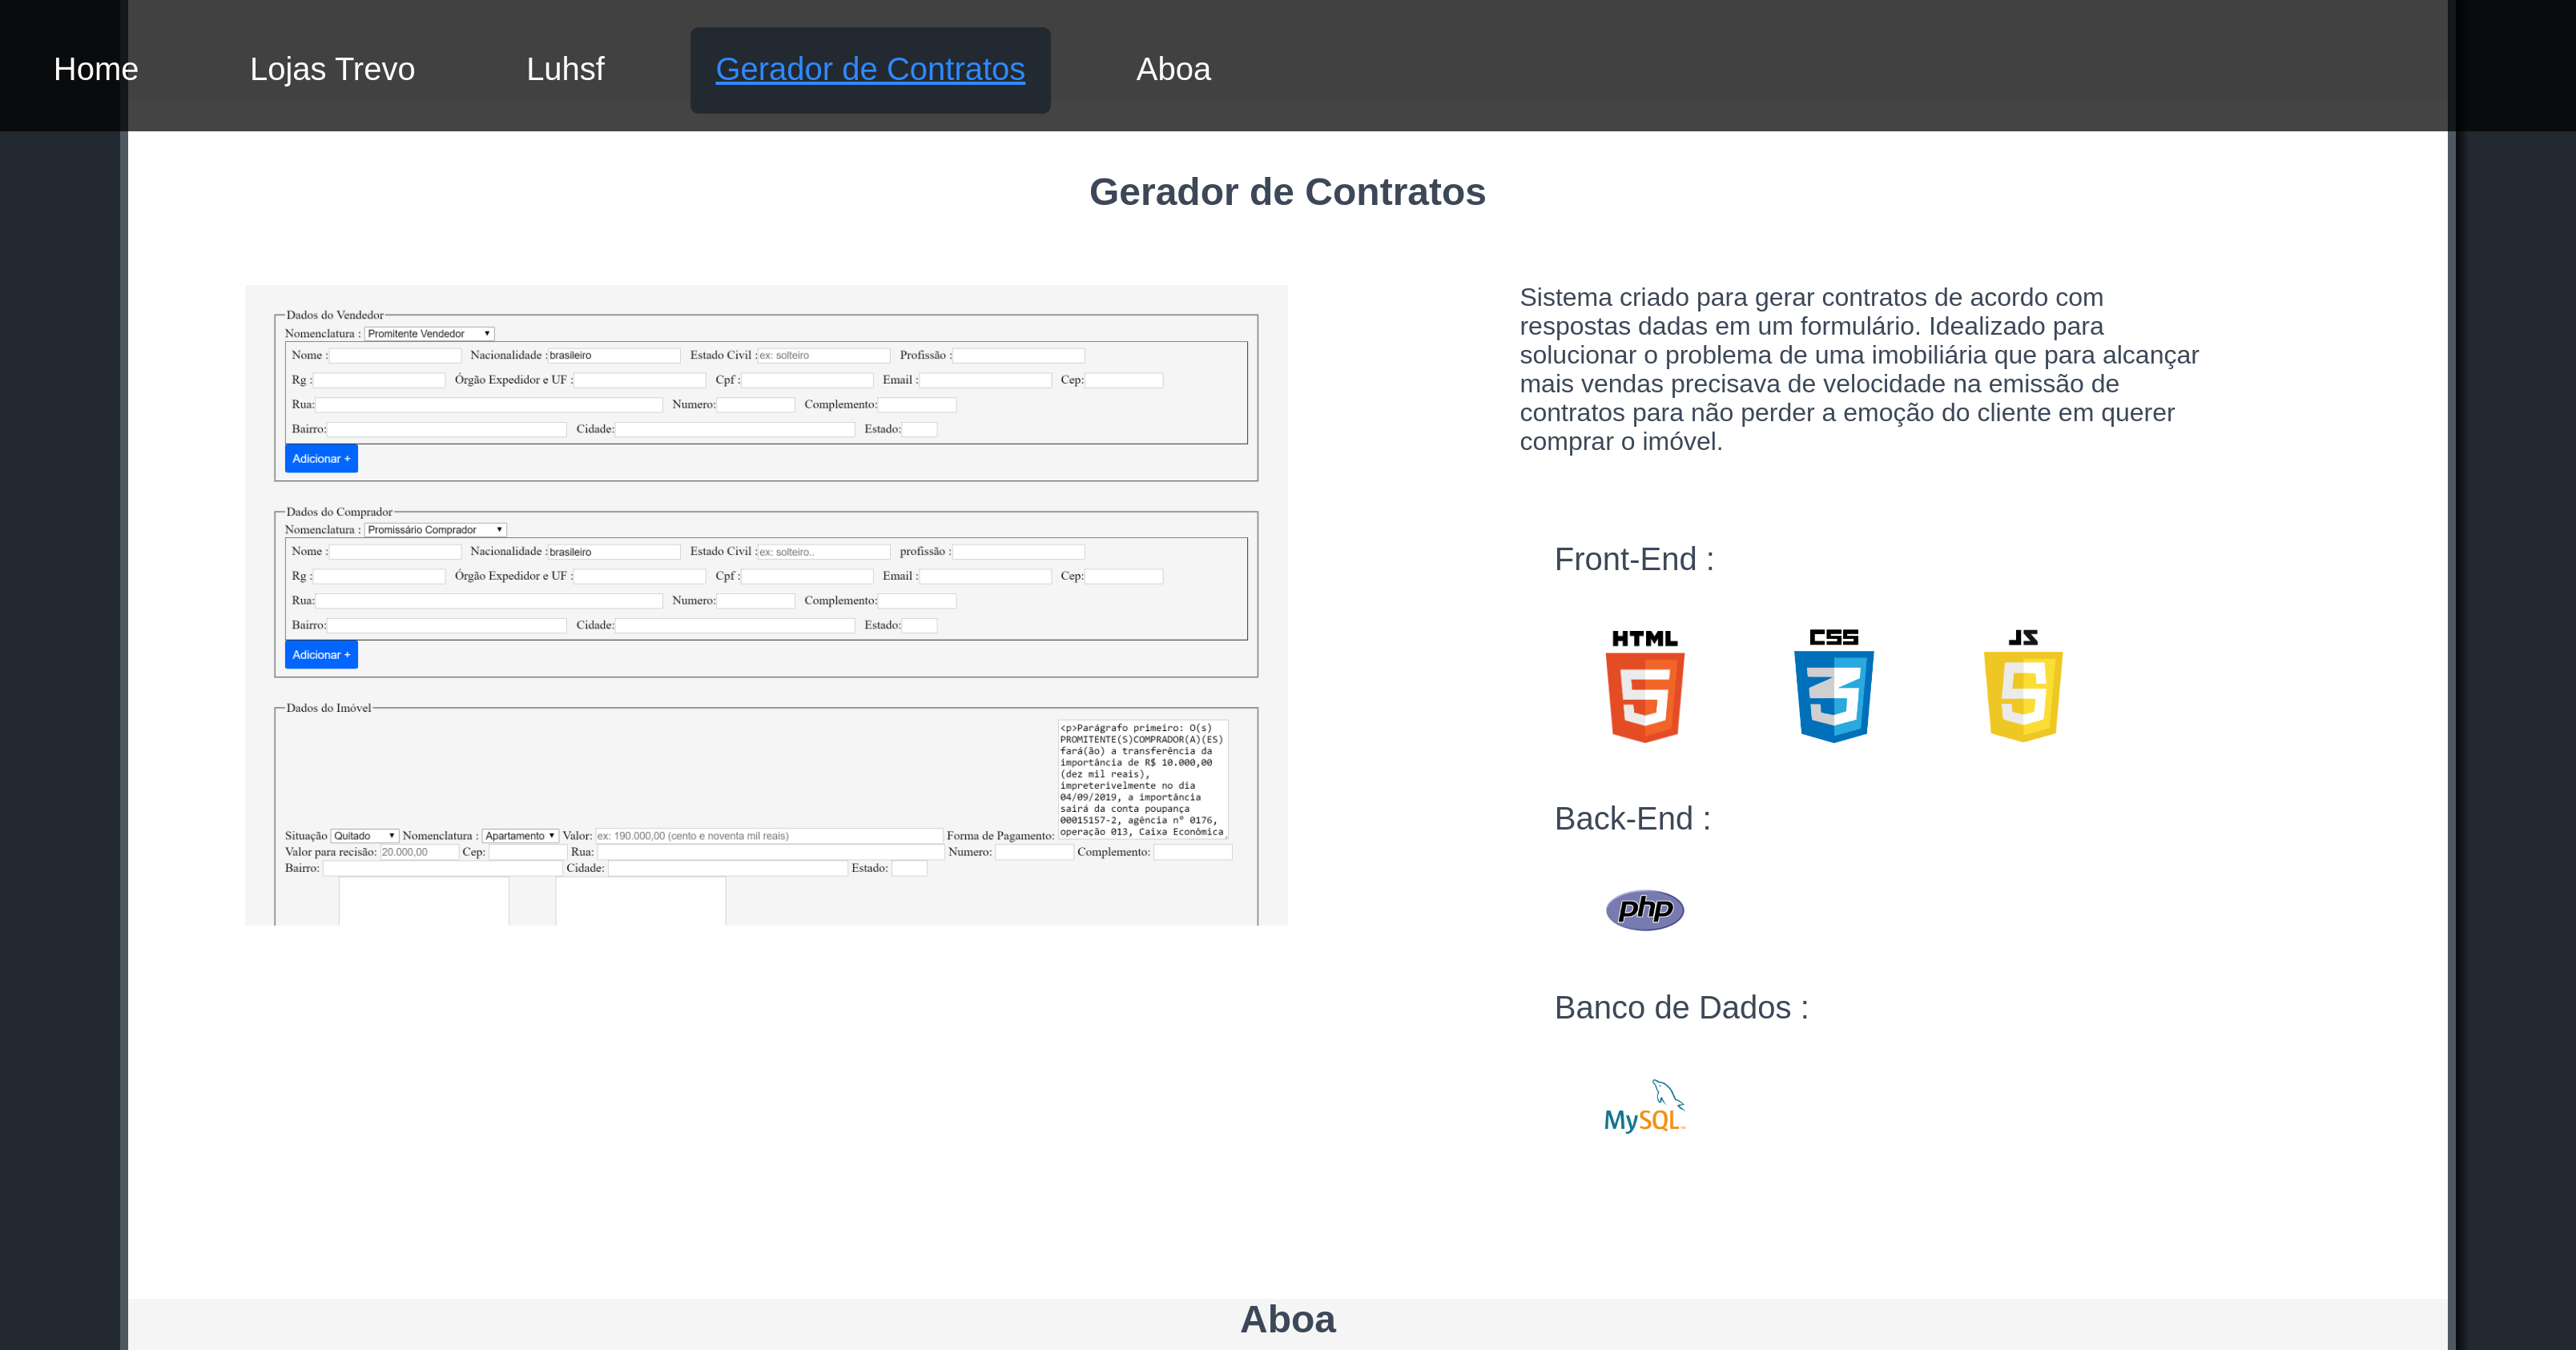 Home Lojas Trevo Luhsf Gerador de Contratos Aboa
Gerador de Contratos
Dados do Vendedor
Nomenclatura : Promitente Vendedor
Nome : Nacionalidade : brasileiro Estado Civil : ex: solteiro Profissão :
Rg : Órgão Expedidor e UF : Cpf : Email : Cep:
Rua: Numero: Complemento:
Bairro: Cidade: Estado:
Adicionar +
Dados do Comprador
Nomenclatura : Promissário Comprador
Nome : Nacionalidade : brasileiro Estado Civil : ex: solteiro.. profissão :
Rg : Órgão Expedidor e UF : Cpf : Email : Cep:
Rua: Numero: Complemento:
Bairro: Cidade: Estado:
Adicionar +
Dados do Imóvel
<p>Parágrafo primeiro: O(s)
PROMITENTE(S)COMPRADOR(A)(ES)
fará(ão) a transferência da
importância de R$ 10.000,00
(dez mil reais),
impreterivelmente no dia
04/09/2019, a importância
sairá da conta poupança
00015157-2, agência nº 0176,
operação 013, Caixa Econômica
Situação Quitado Nomenclatura : Apartamento Valor: ex: 190.000,00 (cento e noventa mil reais) Forma de Pagamento:
Valor para recisão: 20.000,00 Cep: Rua: Numero: Complemento:
Bairro: Cidade: Estado:
Sistema criado para gerar contratos de acordo com
respostas dadas em um formulário. Idealizado para
solucionar o problema de uma imobiliária que para alcançar
mais vendas precisava de velocidade na emissão de
contratos para não perder a emoção do cliente em querer
comprar o imóvel.
Front-End :
HTML CSS JS
5 3 S
Back-End :
php
Banco de Dados :
MySQL
Aboa